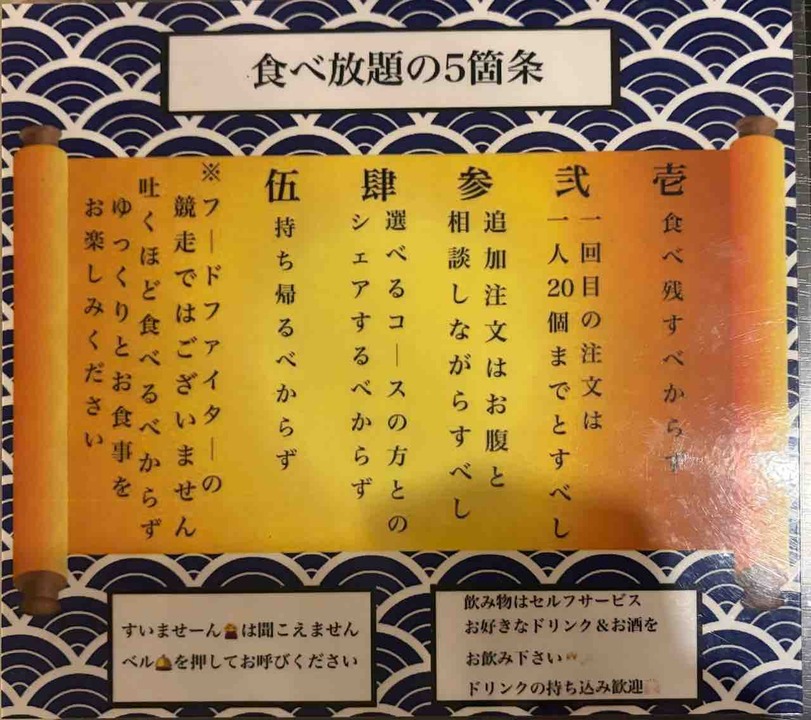 食べ放題の5箇条
壱
食べ残すべからず
弐
一回目の注文は
一人20個までとすべし
参
追加注文はお腹と
相談しながらすべし
肆
選べるコースの方との
シェアするべからず
伍
持ち帰るべからず
※フードファイターの
競走ではございません
吐くほど食べるべからず
ゆっくりとお食事を
お楽しみください
すいませーん🙇は聞こえません
ベル🛎を押してお呼びください
飲み物はセルフサービス
お好きなドリンク&お酒を
お飲み下さい🍻
ドリンクの持ち込み歓迎